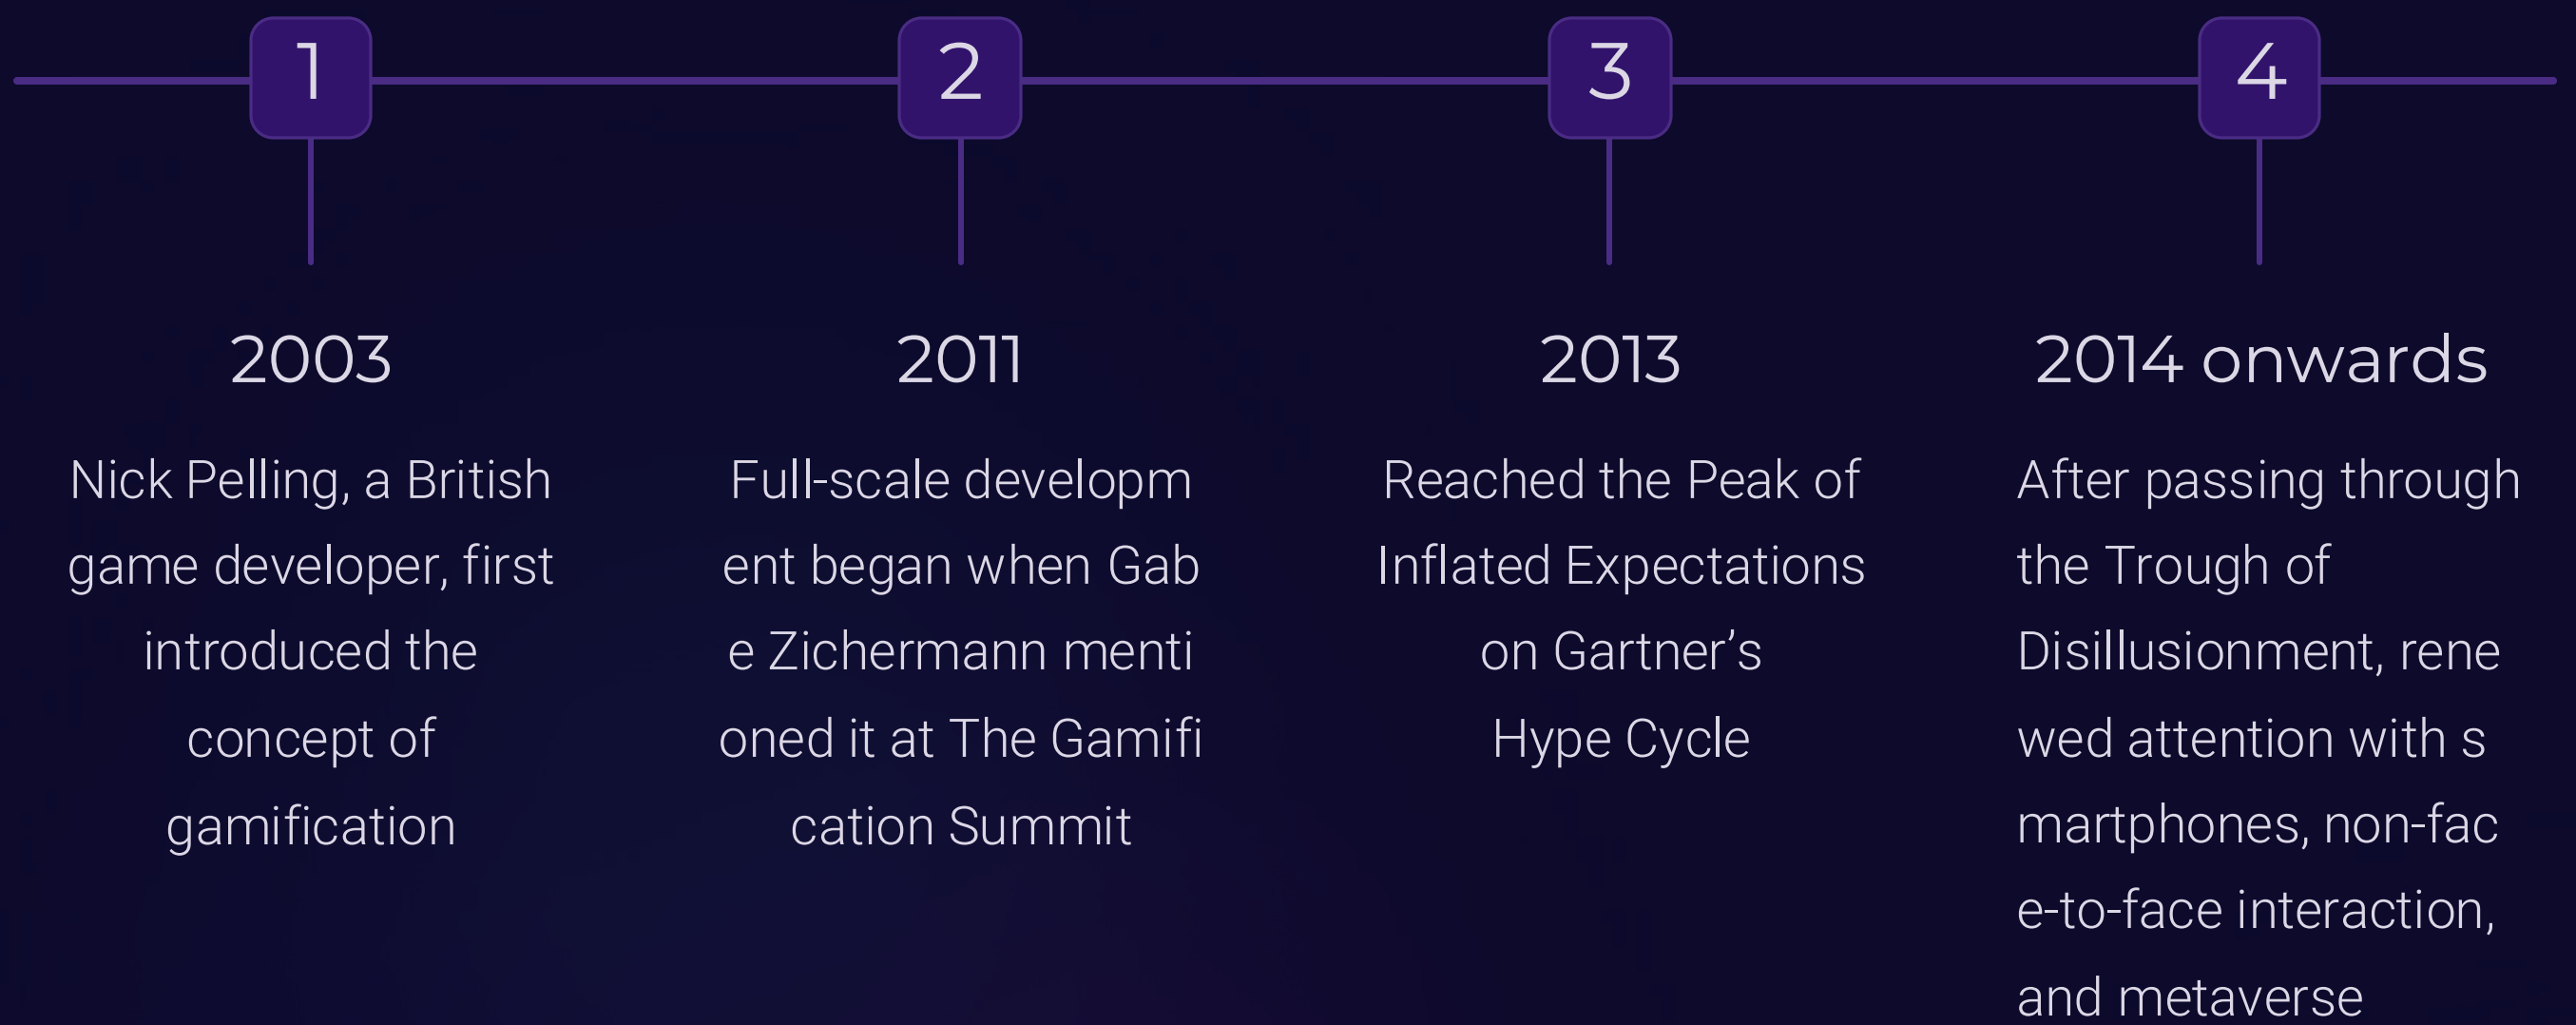 1
2
3
4
2003
Nick Pelling, a British
game developer, first
introduced the
concept of
gamification
2011
Full-scale developm
ent began when Gab
e Zichermann menti
oned it at The Gamifi
cation Summit
2013
Reached the Peak of
Inflated Expectations
on Gartner’s
Hype Cycle
2014 onwards
After passing through
the Trough of
Disillusionment, rene
wed attention with s
martphones, non-fac
e-to-face interaction,
and metaverse